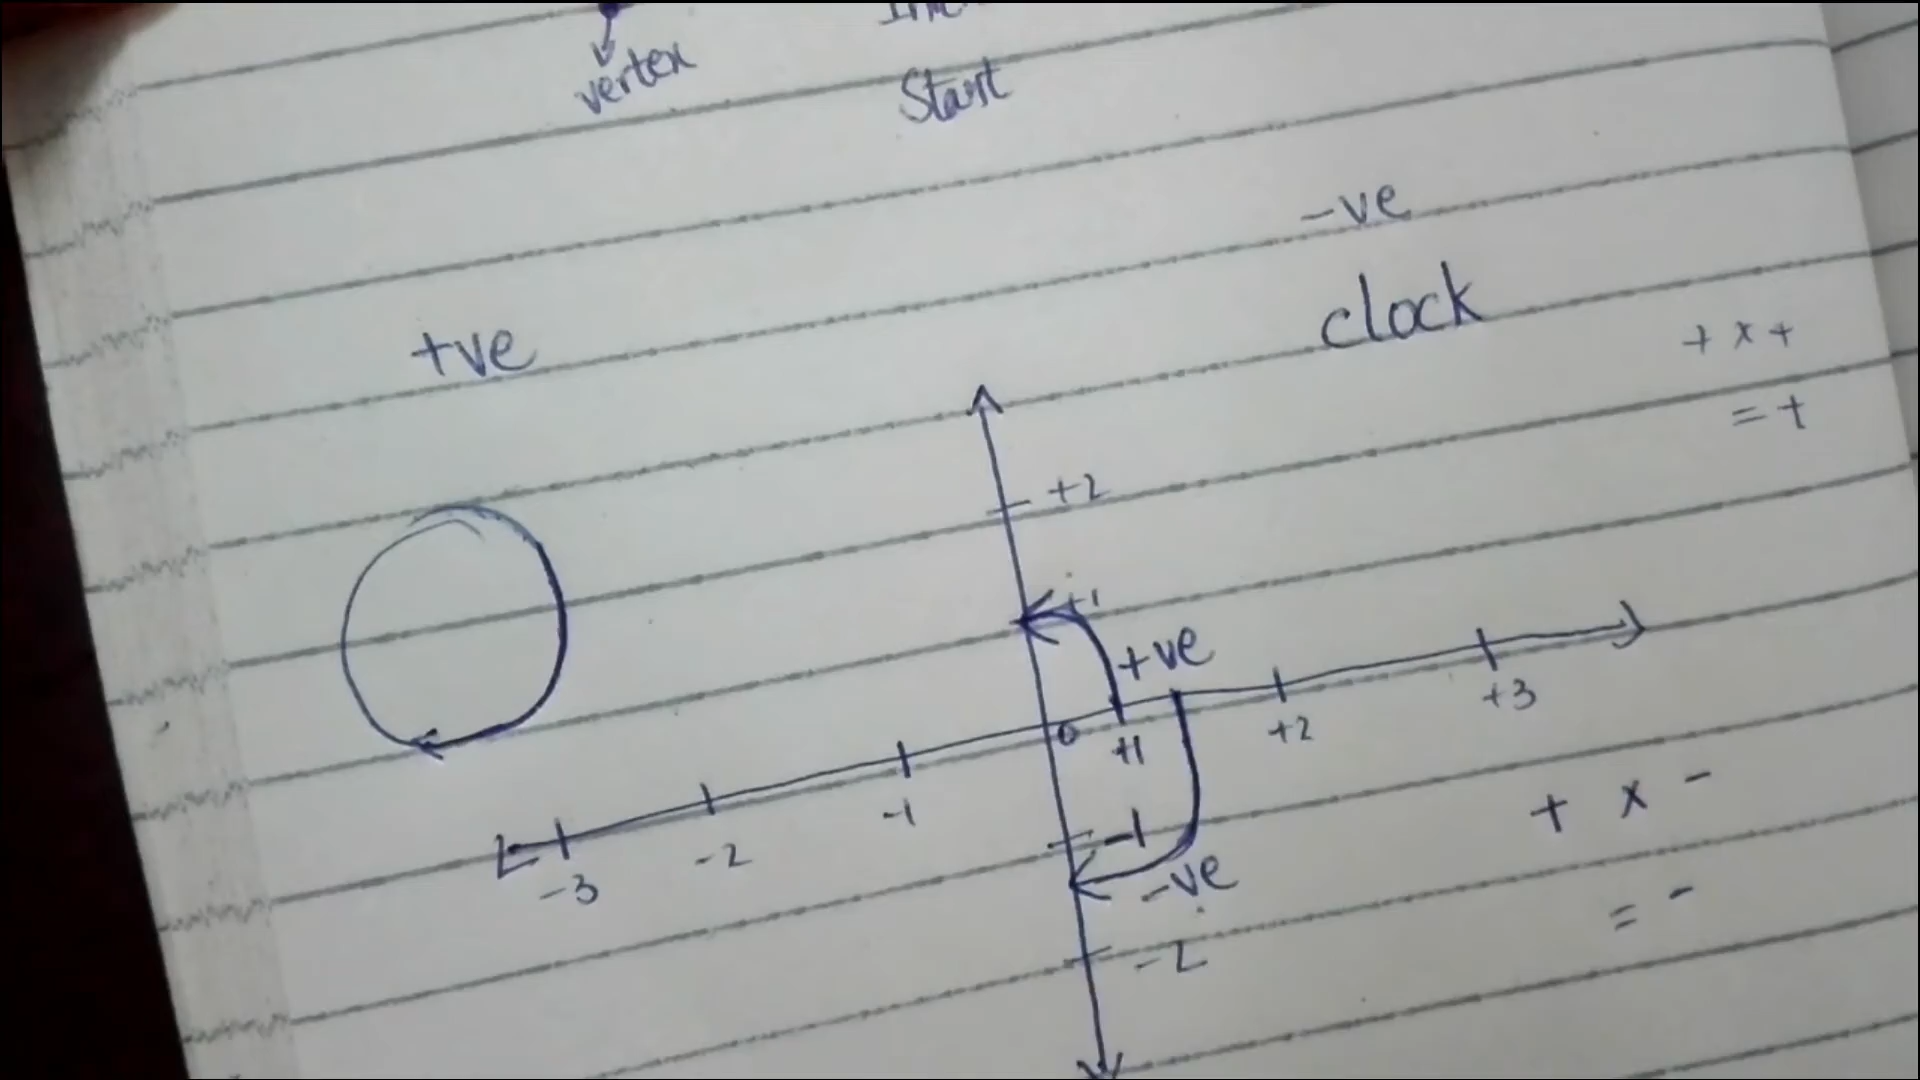 vertex
Start
-ve
clock
+ve
+ x +
= +
+2
+1
+ve
+3
+2
+1
0
-1
-2
-3
-1
-ve
-2
+ x -
= -